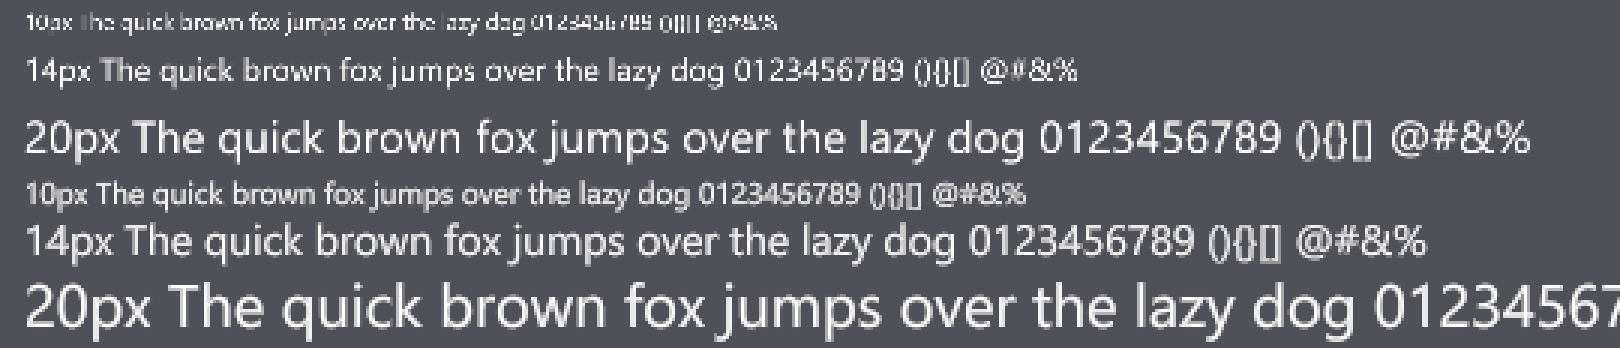 10px The quick brown fox jumps over the lazy dog 0123456789 (){}[] @#&%
14px The quick brown fox jumps over the lazy dog 0123456789 (){}[] @#&%
20px The quick brown fox jumps over the lazy dog 0123456789 (){}[] @#&%
10px The quick brown fox jumps over the lazy dog 0123456789 (){}[] @#&%
14px The quick brown fox jumps over the lazy dog 0123456789 (){}[] @#&%
20px The quick brown fox jumps over the lazy dog 01234567